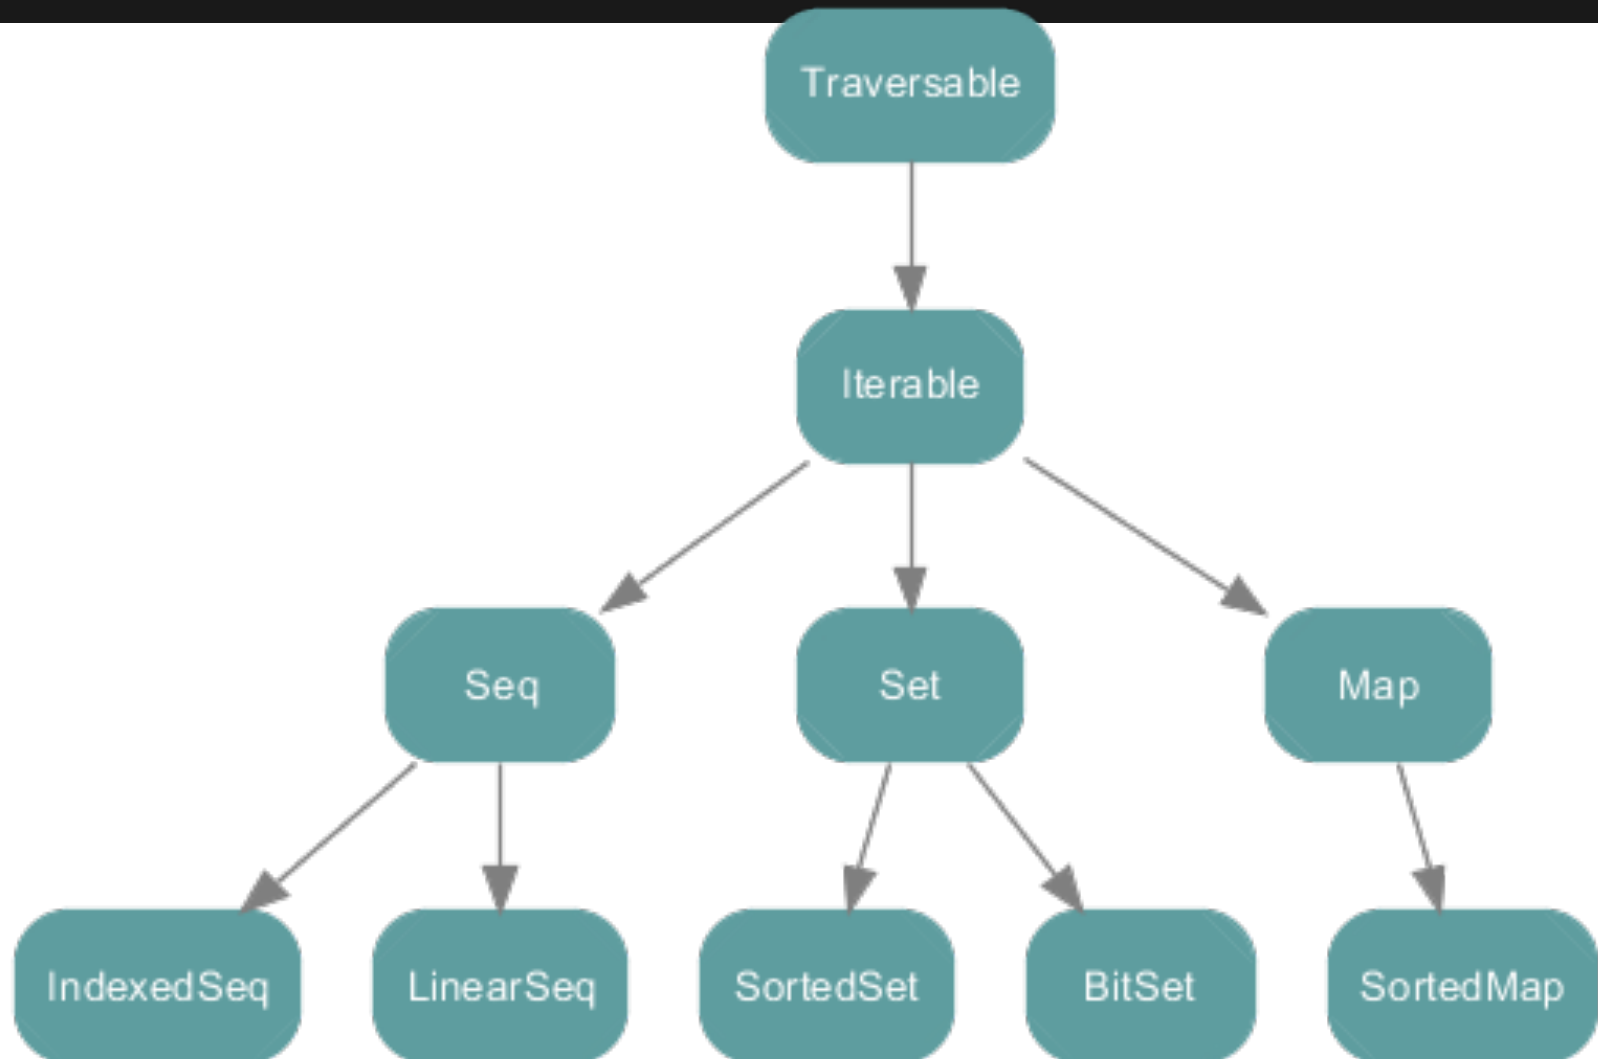 Traversable
Iterable
Seq
Set
Map
IndexedSeq
LinearSeq
SortedSet
BitSet
SortedMap